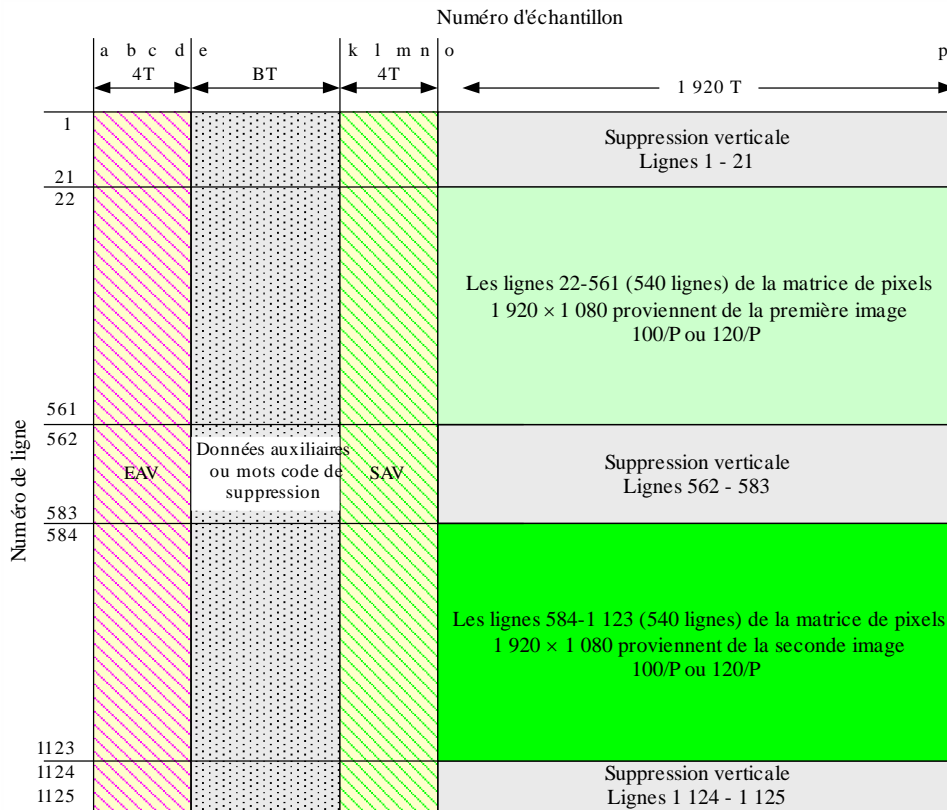 Numéro d'échantillon
a b c d e k l m n o p
4T BT 4T 1 920 T
1
Suppression verticale
Lignes 1 - 21
21
22
Les lignes 22-561 (540 lignes) de la matrice de pixels
1 920 × 1 080 proviennent de la première image
100/P ou 120/P
561
562
Numéro de ligne
EAV
Données auxiliaires
ou mots code de
suppression
SAV
Suppression verticale
Lignes 562 - 583
583
584
Les lignes 584-1 123 (540 lignes) de la matrice de pixels
1 920 × 1 080 proviennent de la seconde image
100/P ou 120/P
1123
1124
Suppression verticale
1125
Lignes 1 124 - 1 125